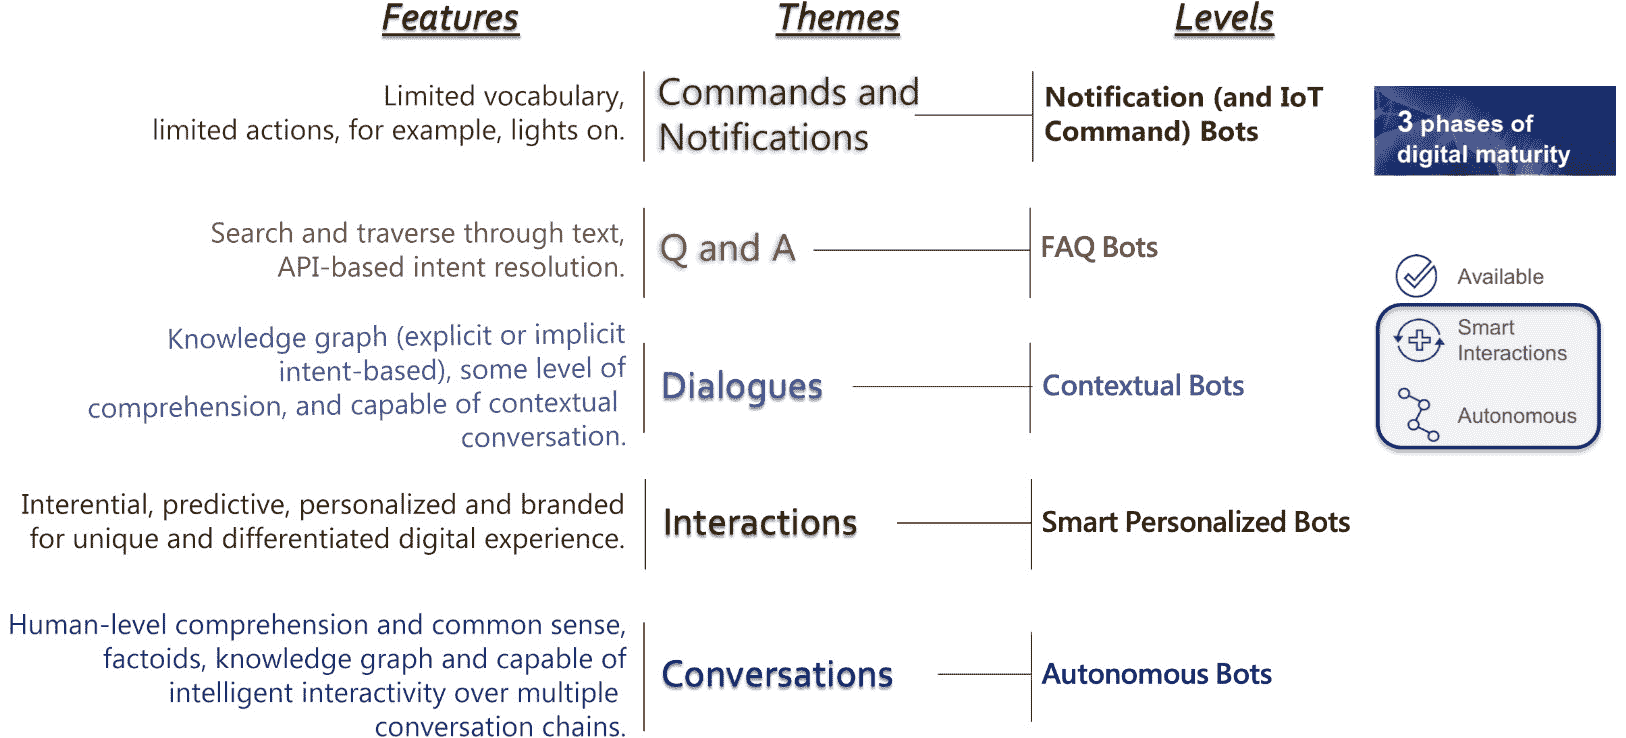 Features
Themes
Levels
Limited vocabulary,
limited actions, for example, lights on.
Commands and
Notifications
Notification (and IoT
Command) Bots
3 phases of
digital maturity
Search and traverse through text,
API-based intent resolution.
Q and A
FAQ Bots
Available
Smart
Interactions
Autonomous
Knowledge graph (explicit or implicit
intent-based), some level of
comprehension, and capable of contextual
conversation.
Dialogues
Contextual Bots
Interential, predictive, personalized and branded
for unique and differentiated digital experience.
Interactions
Smart Personalized Bots
Human-level comprehension and common sense,
factoids, knowledge graph and capable of
intelligent interactivity over multiple
conversation chains.
Conversations
Autonomous Bots